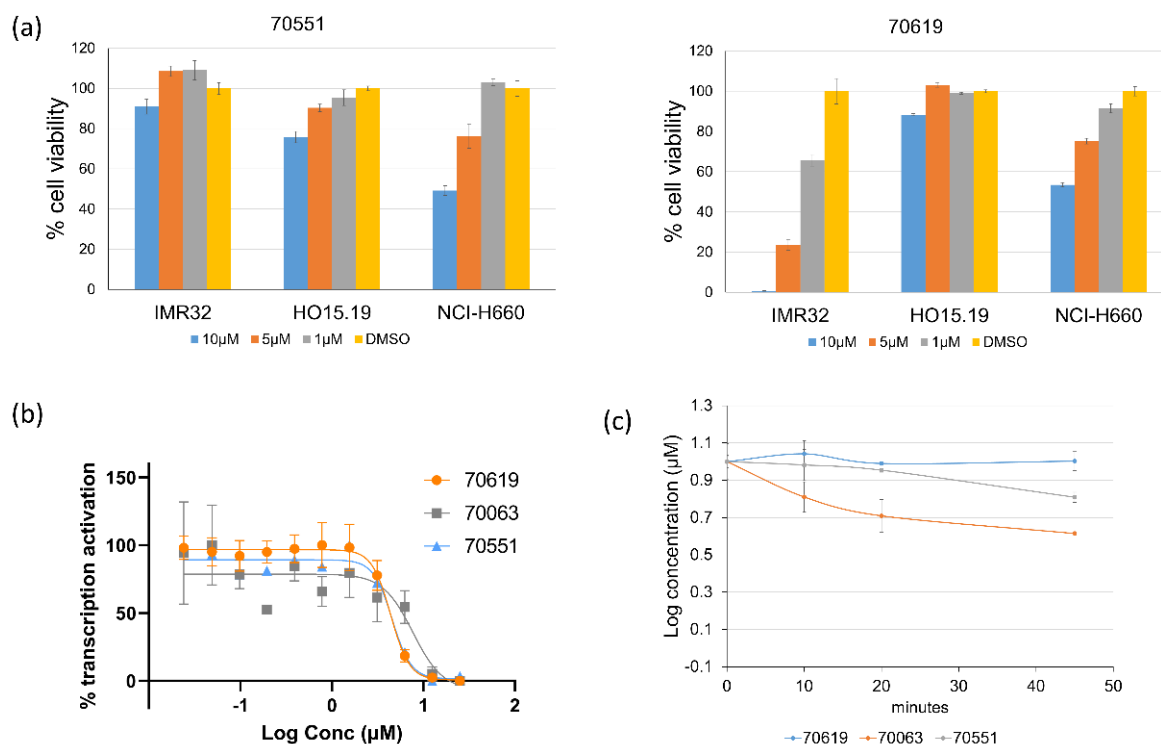 (a)
70551
% cell viability
120
100
80
60
40
20
0
IMR32 HO15.19 NCI-H660
10µM 5µM 1µM DMSO
70619
% cell viability
120
100
80
60
40
20
0
IMR32 HO15.19 NCI-H660
10µM 5µM 1µM DMSO
(b)
% transcription activation
150
100
50
0
-1 0 1 2
Log Conc (µM)
70619
70063
70551
(c)
Log concentration (µM)
1.3
1.1
0.9
0.7
0.5
0.3
0.1
-0.1
0 10 20 30 40 50
minutes
70619 70063 70551